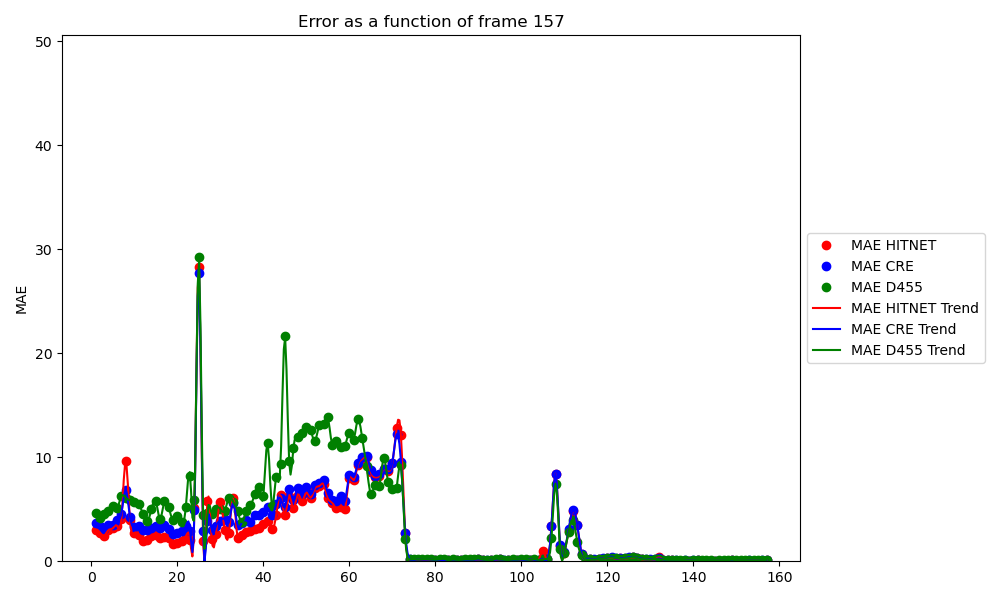 Error as a function of frame 157
50
40
30
20
10
0
MAE
0 20 40 60 80 100 120 140 160
MAE HITNET
MAE CRE
MAE D455
MAE HITNET Trend
MAE CRE Trend
MAE D455 Trend